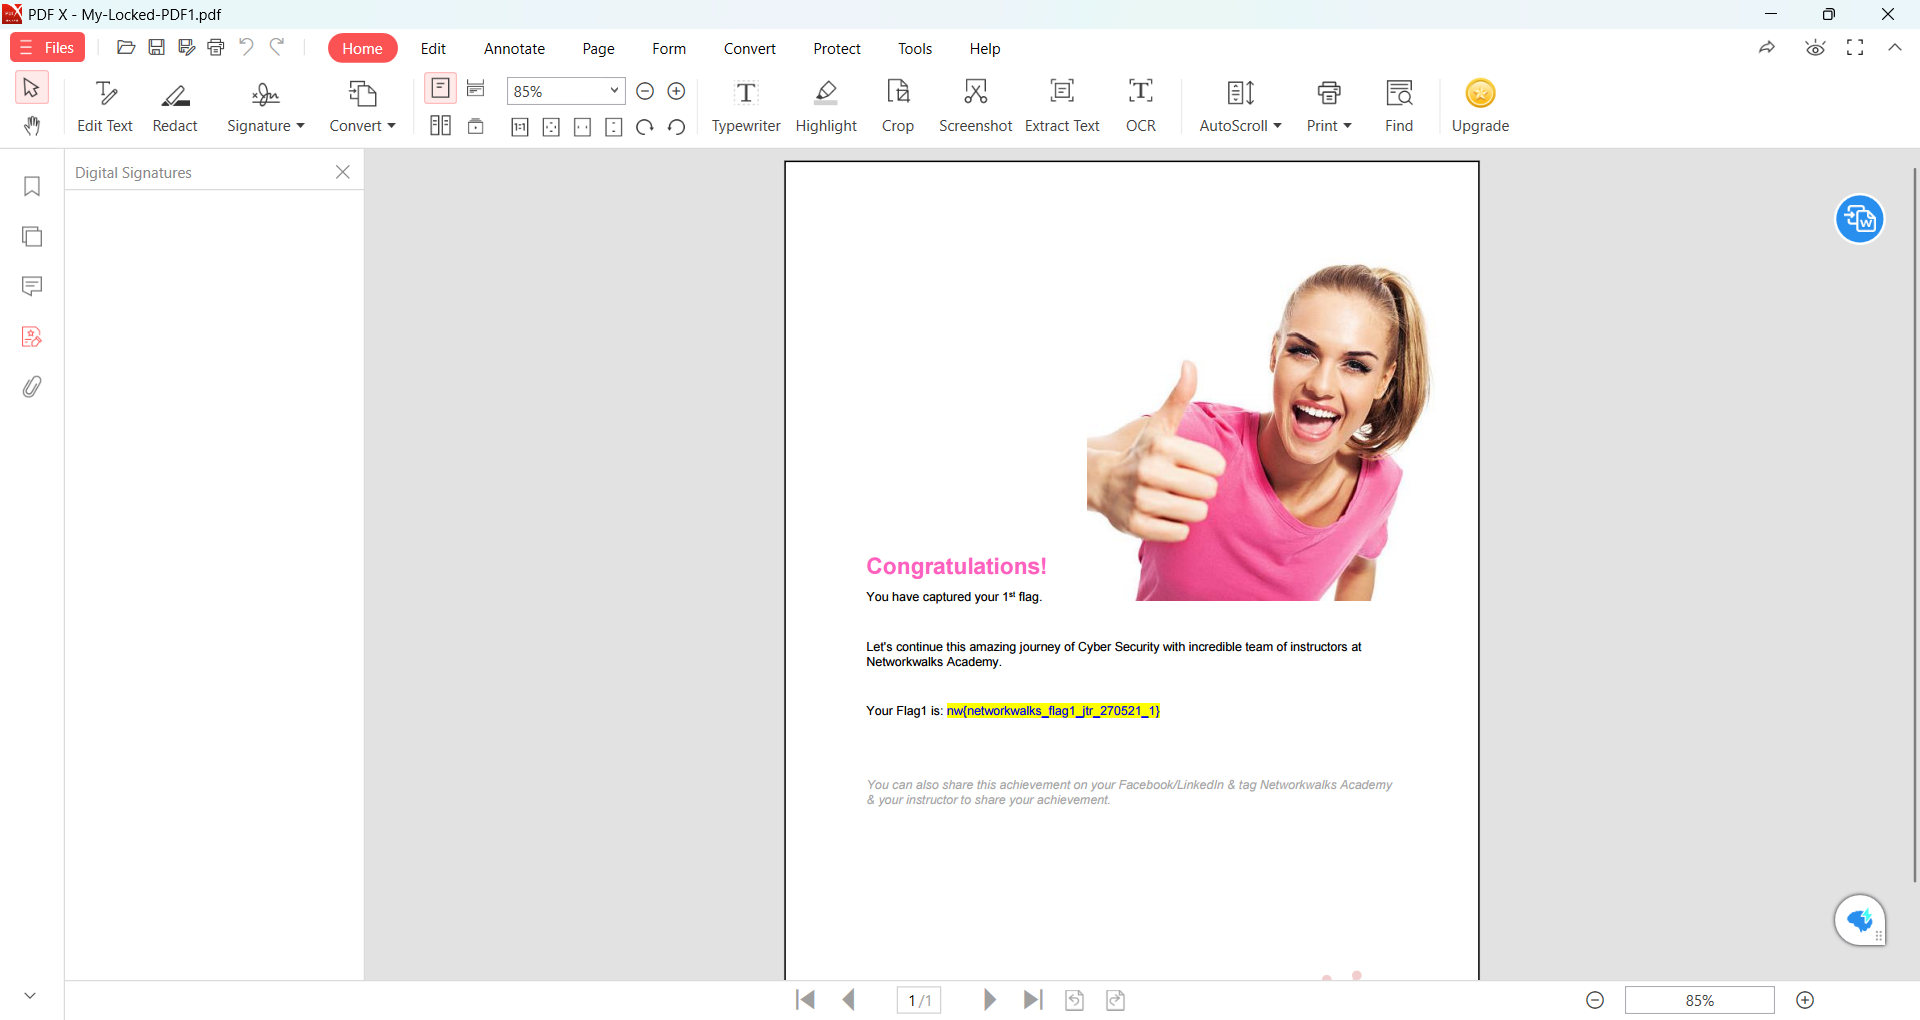 PDF X - My-Locked-PDF1.pdf
Files
Home Edit Annotate Page Form Convert Protect Tools Help
85%
Edit Text Redact Signature Convert Typewriter Highlight Crop Screenshot Extract Text OCR AutoScroll Print Find Upgrade
Digital Signatures
Congratulations!
You have captured your 1st flag.
Let's continue this amazing journey of Cyber Security with incredible team of instructors at
Networkwalks Academy.
Your Flag1 is: nw{networkwalks_flag1_jtr_270521_1}
You can also share this achievement on your Facebook/LinkedIn & tag Networkwalks Academy
& your instructor to share your achievement.
1/1
85%